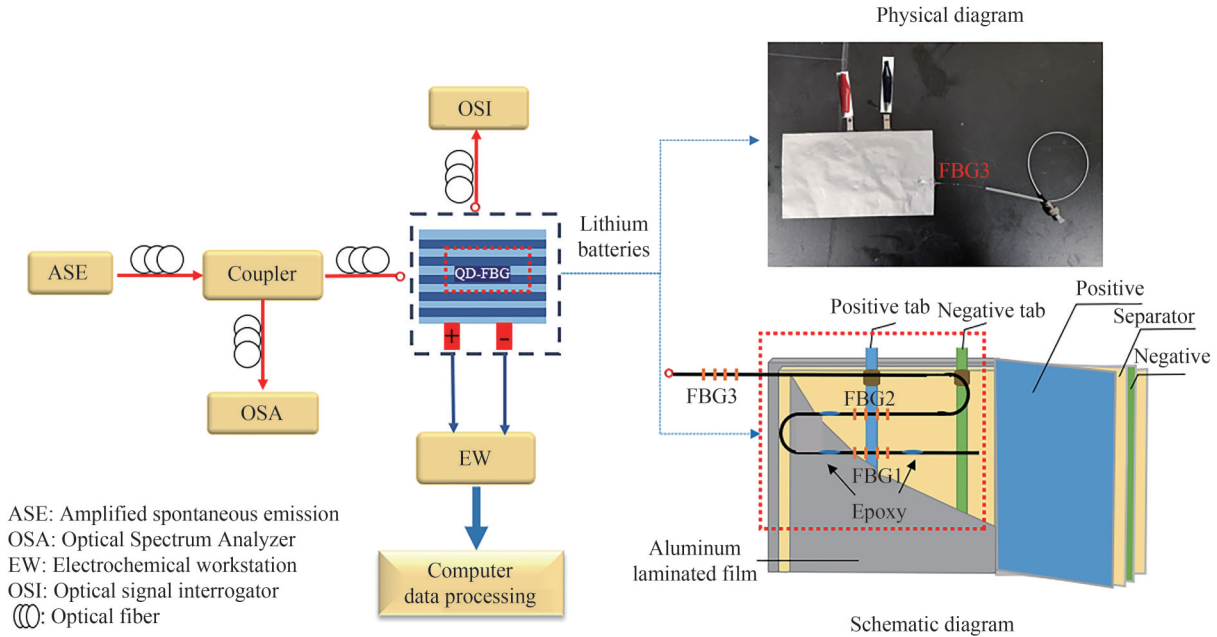 Physical diagram
OSI
FBG3
Lithium
batteries
ASE
Coupler
QD-FBG
+
-
OSA
EW
Computer
data processing
Positive tab
Negative tab
Positive
Separator
Negative
FBG3
FBG2
FBG1
Epoxy
Aluminum
laminated film
Schematic diagram
ASE: Amplified spontaneous emission
OSA: Optical Spectrum Analyzer
EW: Electrochemical workstation
OSI: Optical signal interrogator
: Optical fiber